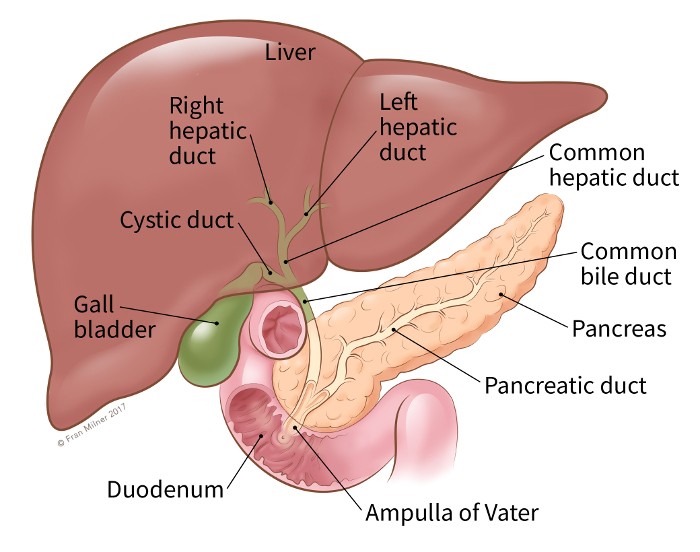 Liver
Right
hepatic
duct
Left
hepatic
duct
Common
hepatic duct
Cystic duct
Common
bile duct
Gall
bladder
Pancreas
Pancreatic duct
© Fran Milner 2017
Duodenum
Ampulla of Vater